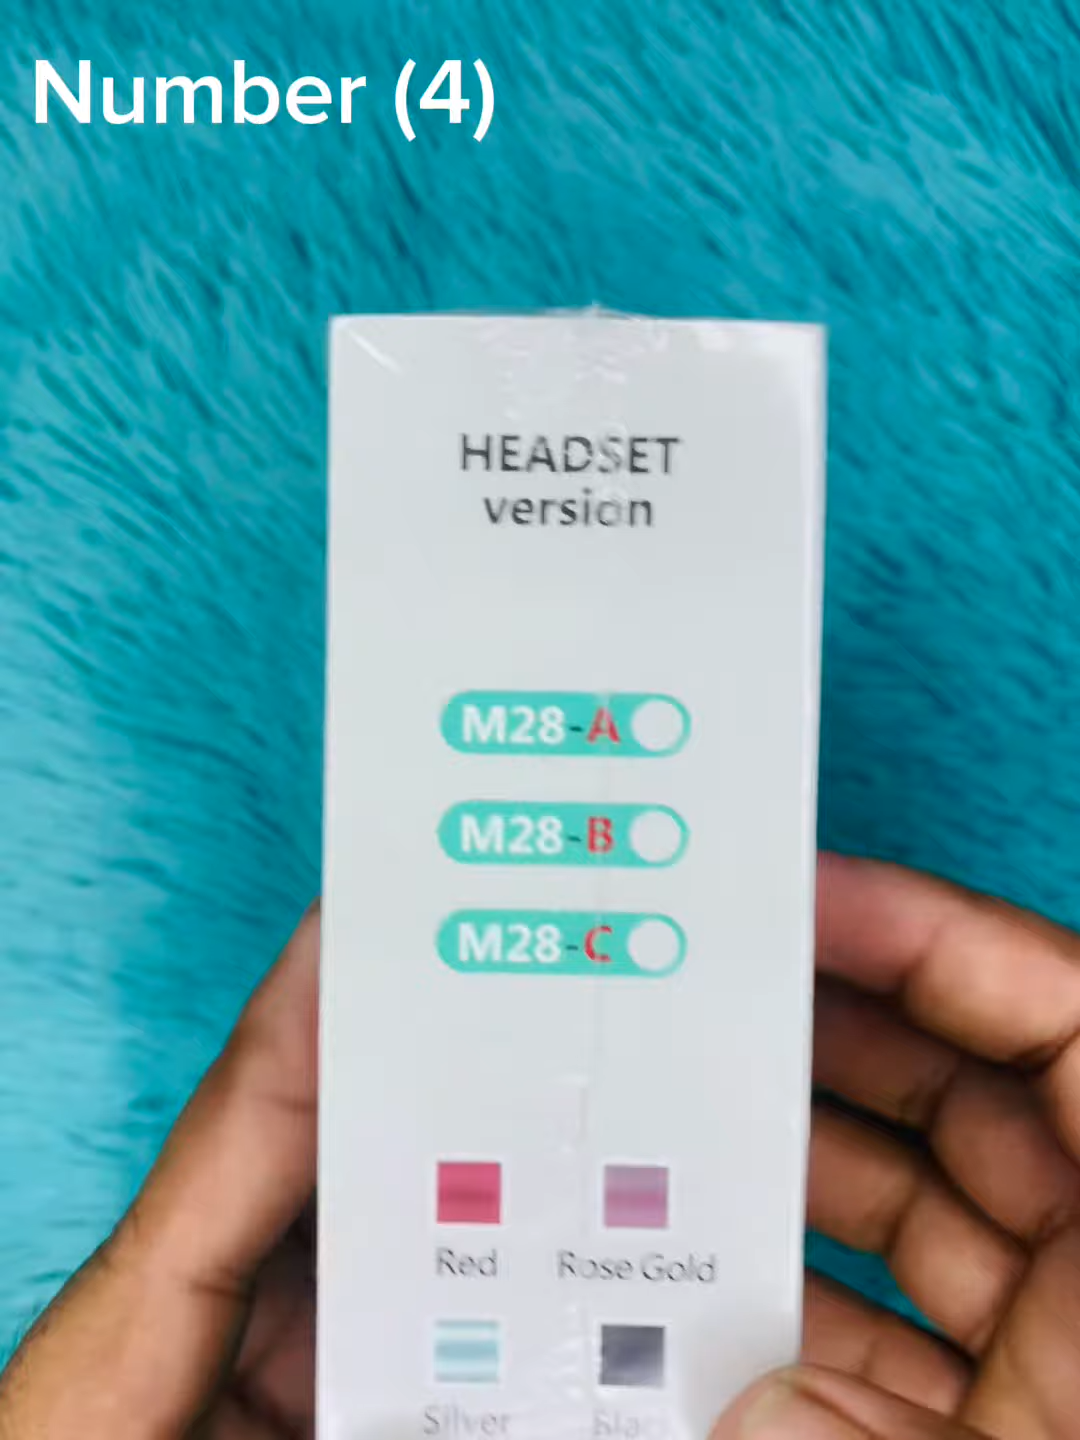 Number (4)
HEADSET
version
M28-A
M28-B
M28-C
Red Rose Gold
Silver